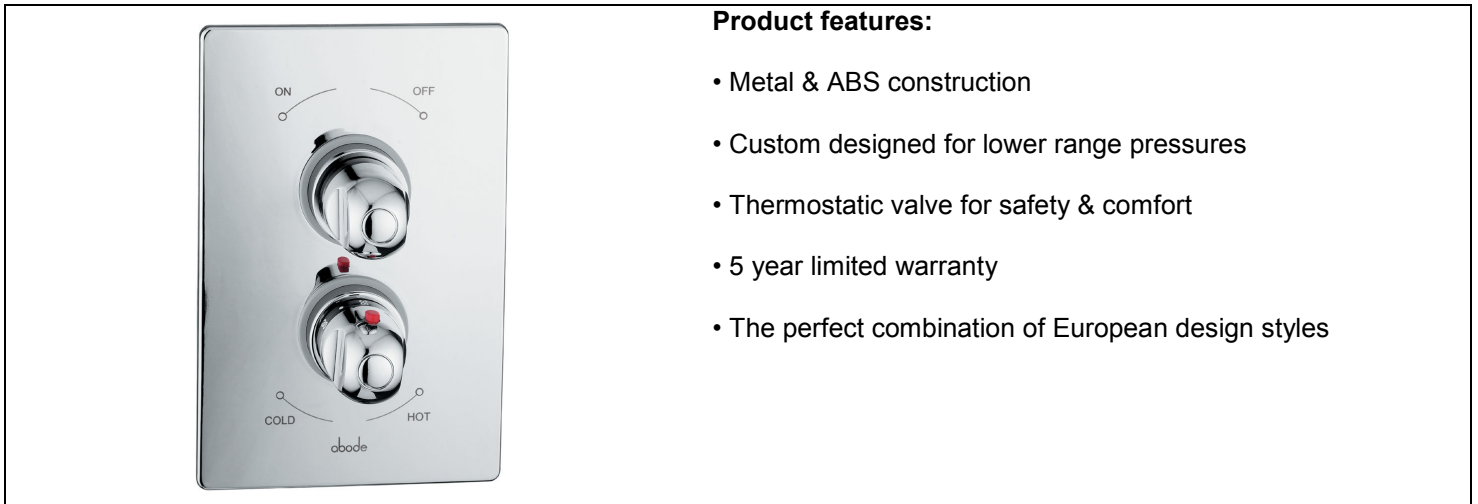 ON OFF
COLD HOT
abode
Product features:
• Metal & ABS construction
• Custom designed for lower range pressures
• Thermostatic valve for safety & comfort
• 5 year limited warranty
• The perfect combination of European design styles